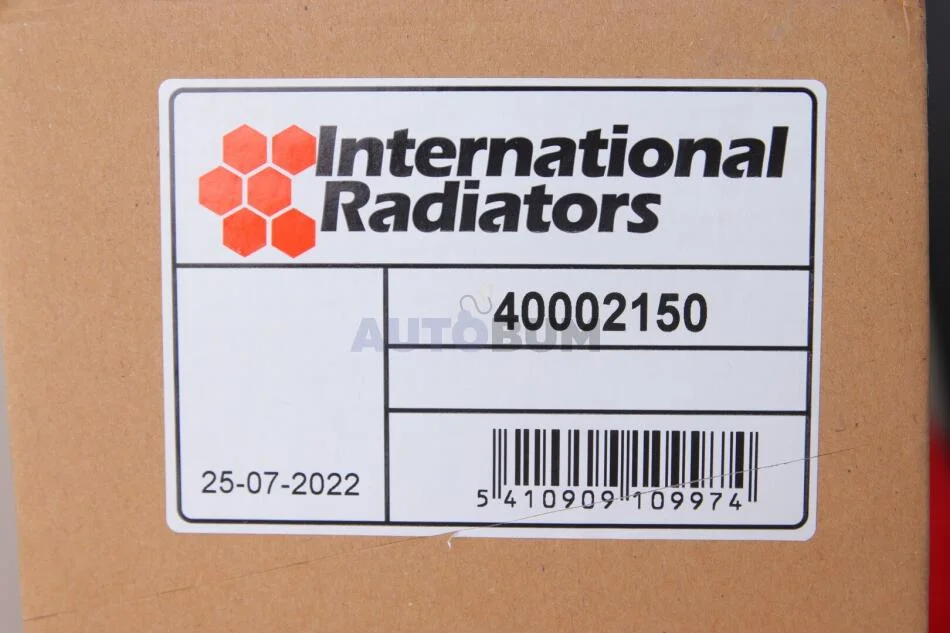 International
Radiators
40002150
AUTOBUM
25-07-2022
5 410909 109974